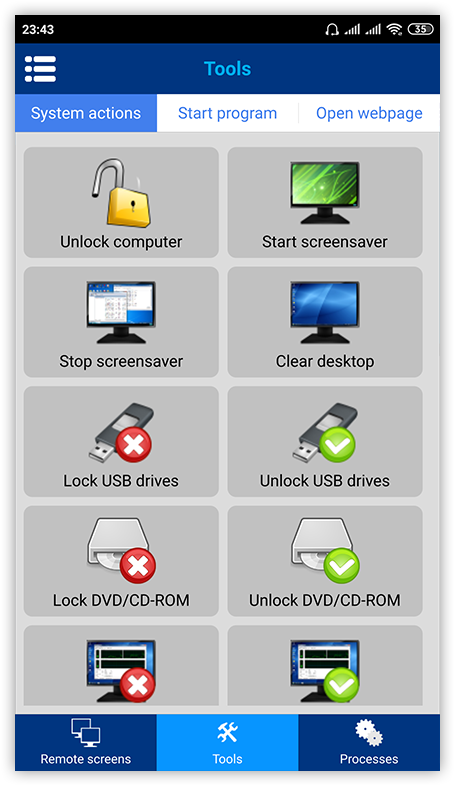 23:43
35
Tools
System actions
Start program
Open webpage
Unlock computer
Start screensaver
Stop screensaver
Clear desktop
Lock USB drives
Unlock USB drives
Lock DVD/CD-ROM
Unlock DVD/CD-ROM
Remote screens
Tools
Processes